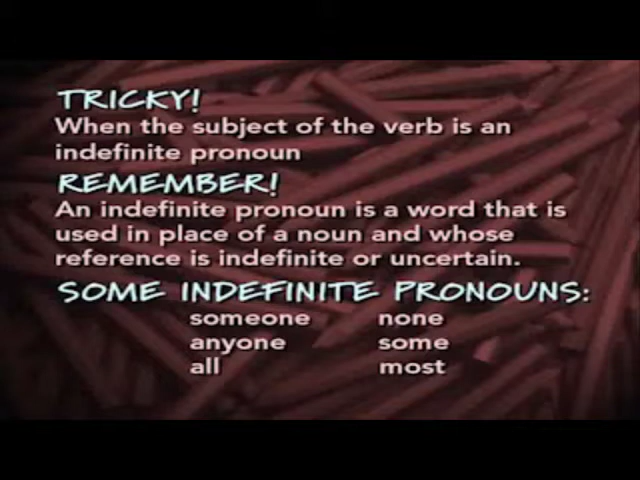 TRICKY!
When the subject of the verb is an
indefinite pronoun
REMEMBER!
An indefinite pronoun is a word that is
used in place of a noun and whose
reference is indefinite or uncertain.
SOME INDEFINITE PRONOUNS:
someone none
anyone some
all most